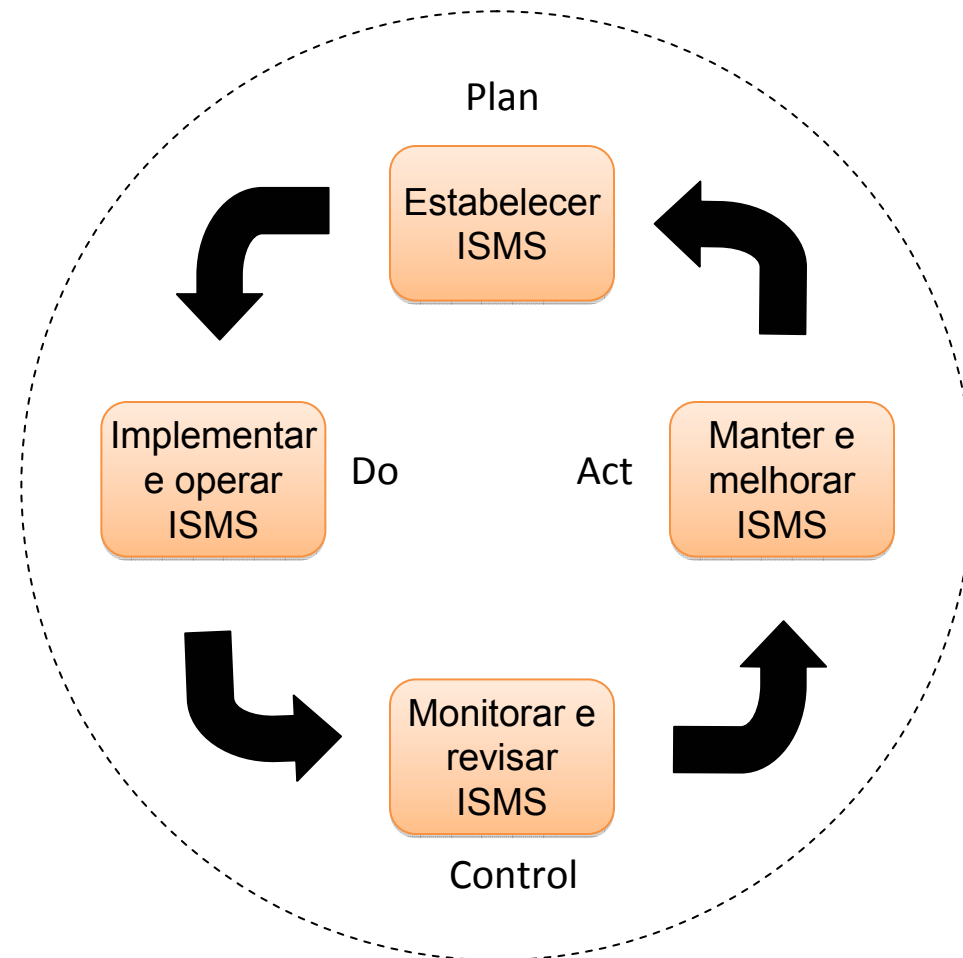 Plan
Estabelecer
ISMS
Implementar
e operar
ISMS
Do
Act
Manter e
melhorar
ISMS
Monitorar e
revisar
ISMS
Control